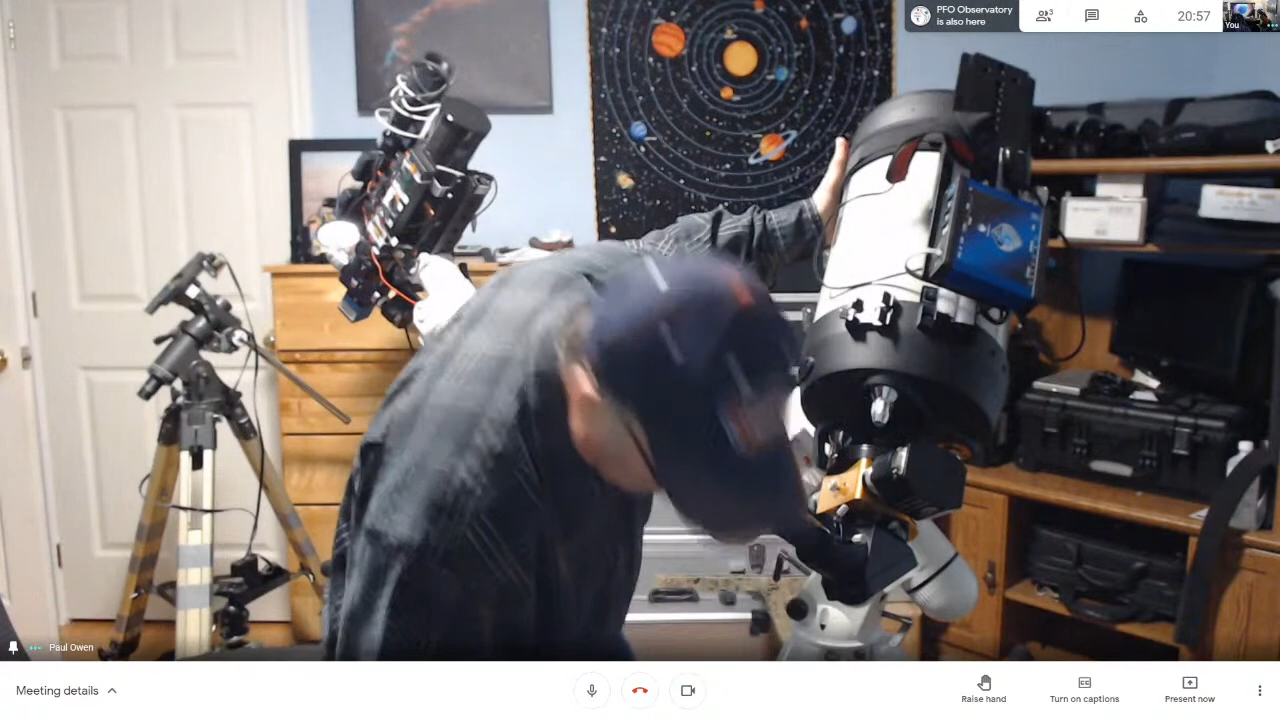 PFO Observatory
is also here
3
20:57
You
Paul Owen
Meeting details
Raise hand
Turn on captions
Present now